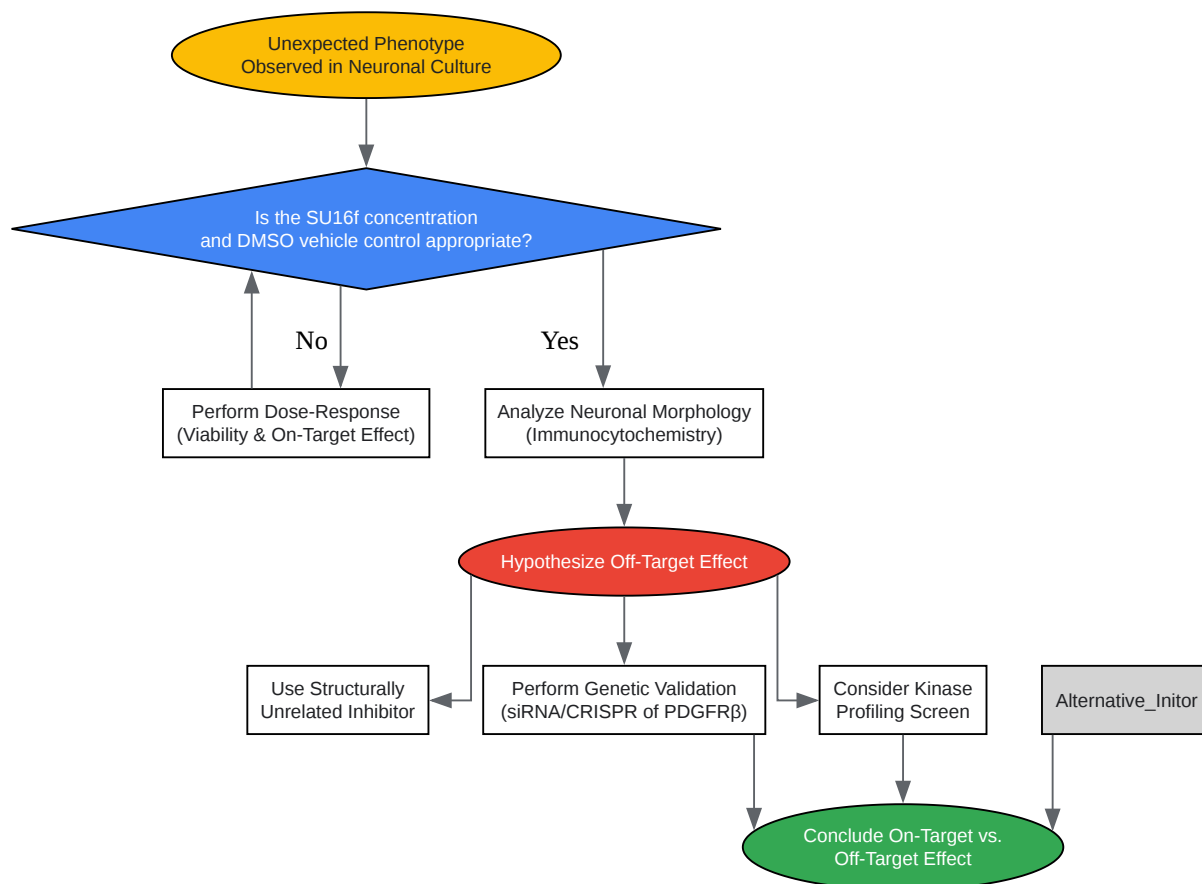 Unexpected Phenotype
Observed in Neuronal Culture
Is the SU16f concentration
and DMSO vehicle control appropriate?
No
Yes
Perform Dose-Response
(Viability & On-Target Effect)
Analyze Neuronal Morphology
(Immunocytochemistry)
Hypothesize Off-Target Effect
Use Structurally
Unrelated Inhibitor
Perform Genetic Validation
(siRNA/CRISPR of PDGFRβ)
Consider Kinase
Profiling Screen
Alternative_Initor
Conclude On-Target vs.
Off-Target Effect